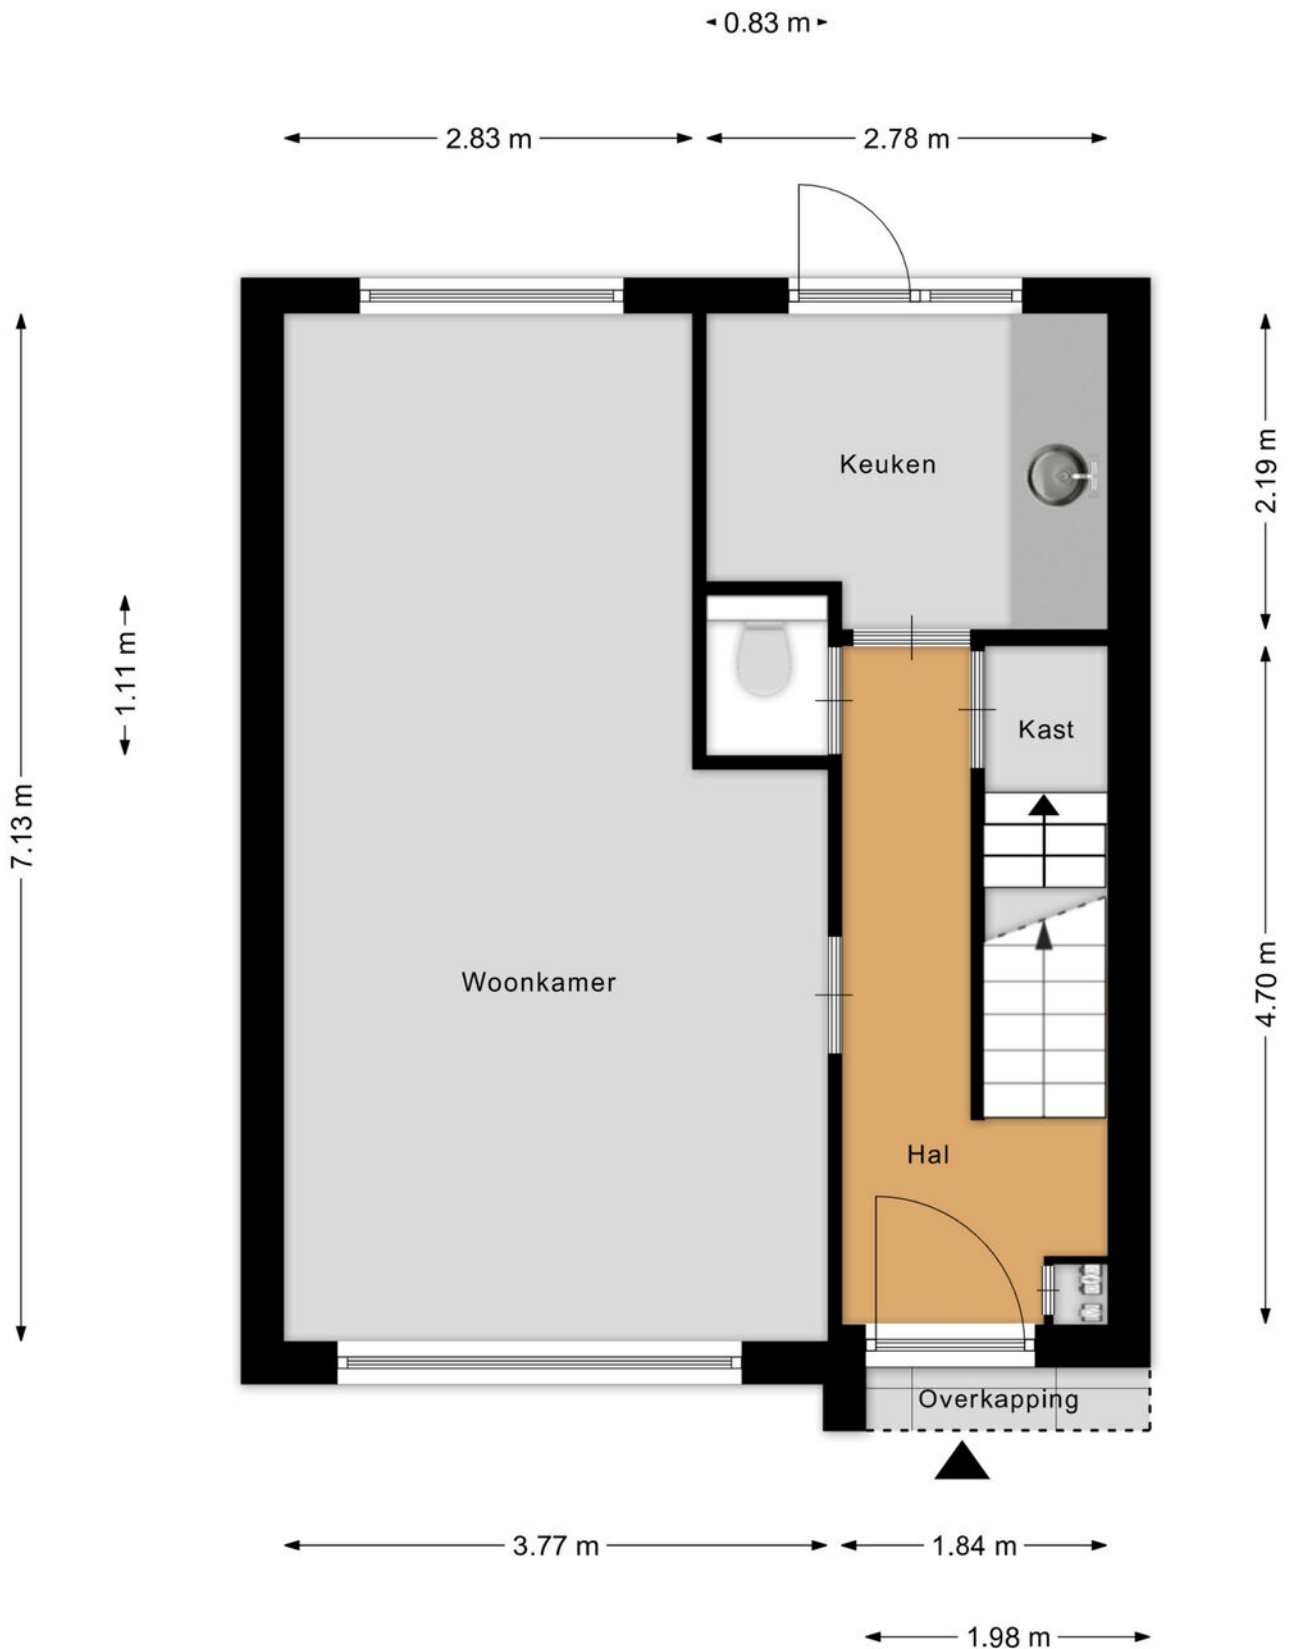 0.83 m
2.83 m
2.78 m
Keuken
2.19 m
1.11 m
Kast
7.13 m
Woonkamer
4.70 m
Hal
Overkapping
3.77 m
1.84 m
1.98 m